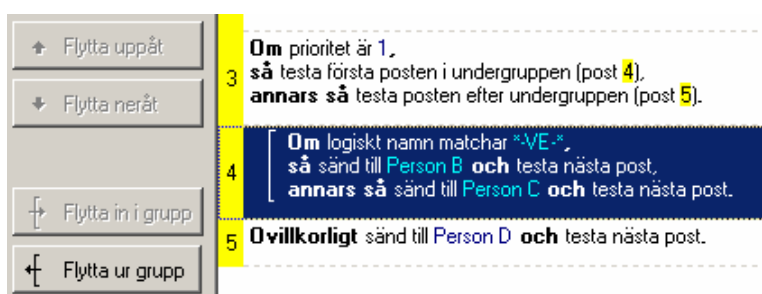 Flytta uppåt
Flytta neråt
Flytta in i grupp
Flytta ur grupp
3
Om prioritet är 1,
så testa första posten i undergruppen (post 4),
annars så testa posten efter undergruppen (post 5).
4
Om logiskt namn matchar *-VE-*,
så sänd till Person B och testa nästa post,
annars så sänd till Person C och testa nästa post.
5
Ovillkorligt sänd till Person D och testa nästa post.